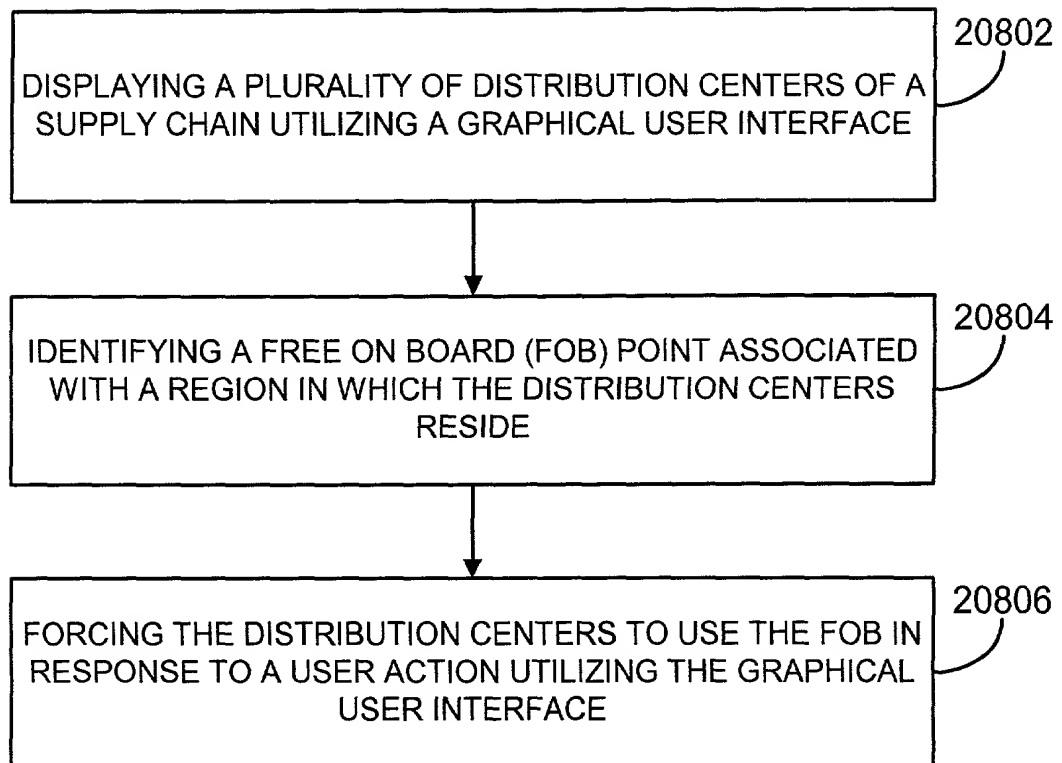 20802
DISPLAYING A PLURALITY OF DISTRIBUTION CENTERS OF A
SUPPLY CHAIN UTILIZING A GRAPHICAL USER INTERFACE
20804
IDENTIFYING A FREE ON BOARD (FOB) POINT ASSOCIATED
WITH A REGION IN WHICH THE DISTRIBUTION CENTERS
RESIDE
20806
FORCING THE DISTRIBUTION CENTERS TO USE THE FOB IN
RESPONSE TO A USER ACTION UTILIZING THE GRAPHICAL
USER INTERFACE